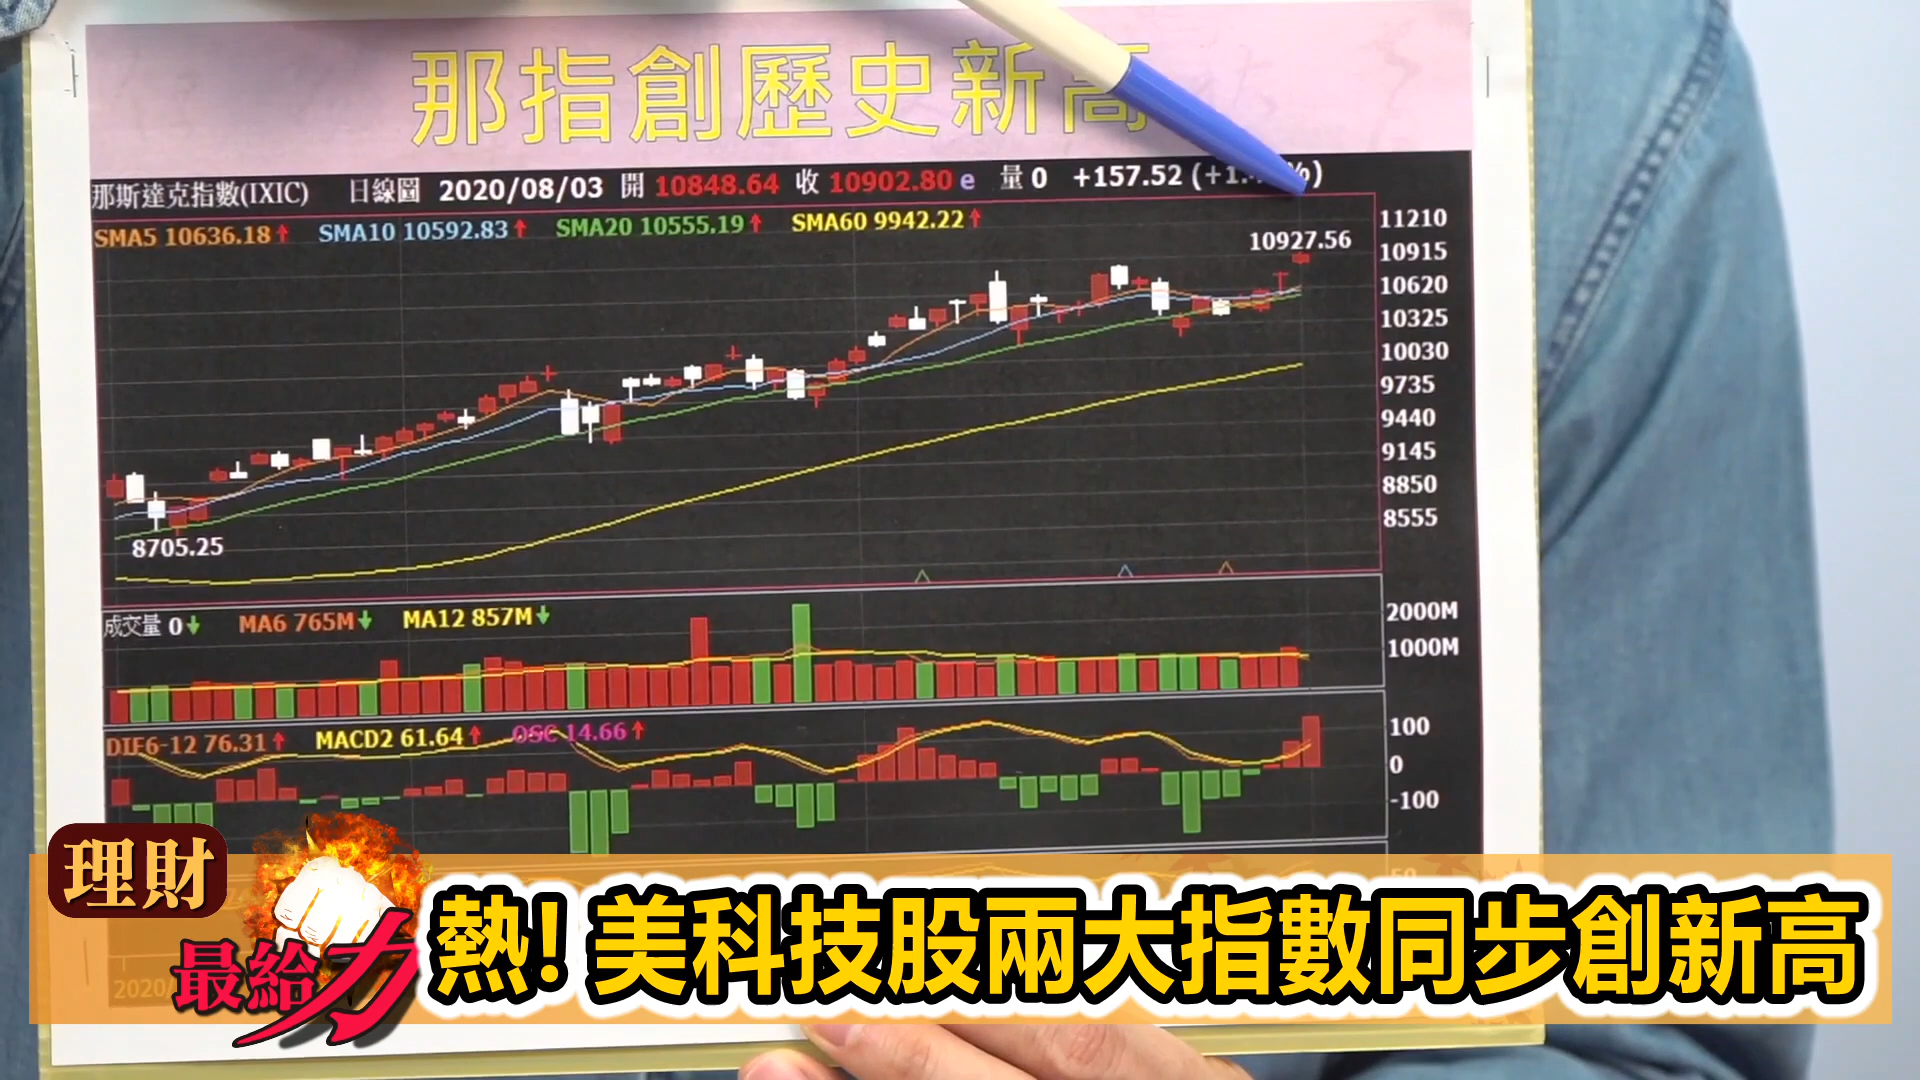 那指創歷史新高
那斯達克指數(IXIC) 日線圖 2020/08/03 開 10848.64 收 10902.80 e 量 0 +157.52
SMA5 10636.18↑ SMA10 10592.83↑ SMA20 10555.19↑ SMA60 9942.22↑
11210
10927.56
10915
10620
10325
10030
9735
9440
9145
8850
8555
8705.25
成交量 0↓ MA6 765M↓ MA12 857M↓
2000M
1000M
DIF6-12 76.31↑ MACD2 61.64↑ OSC 14.66↑
100
0
-100
50
理財
最給力
熱! 美科技股兩大指數同步創新高
2020/